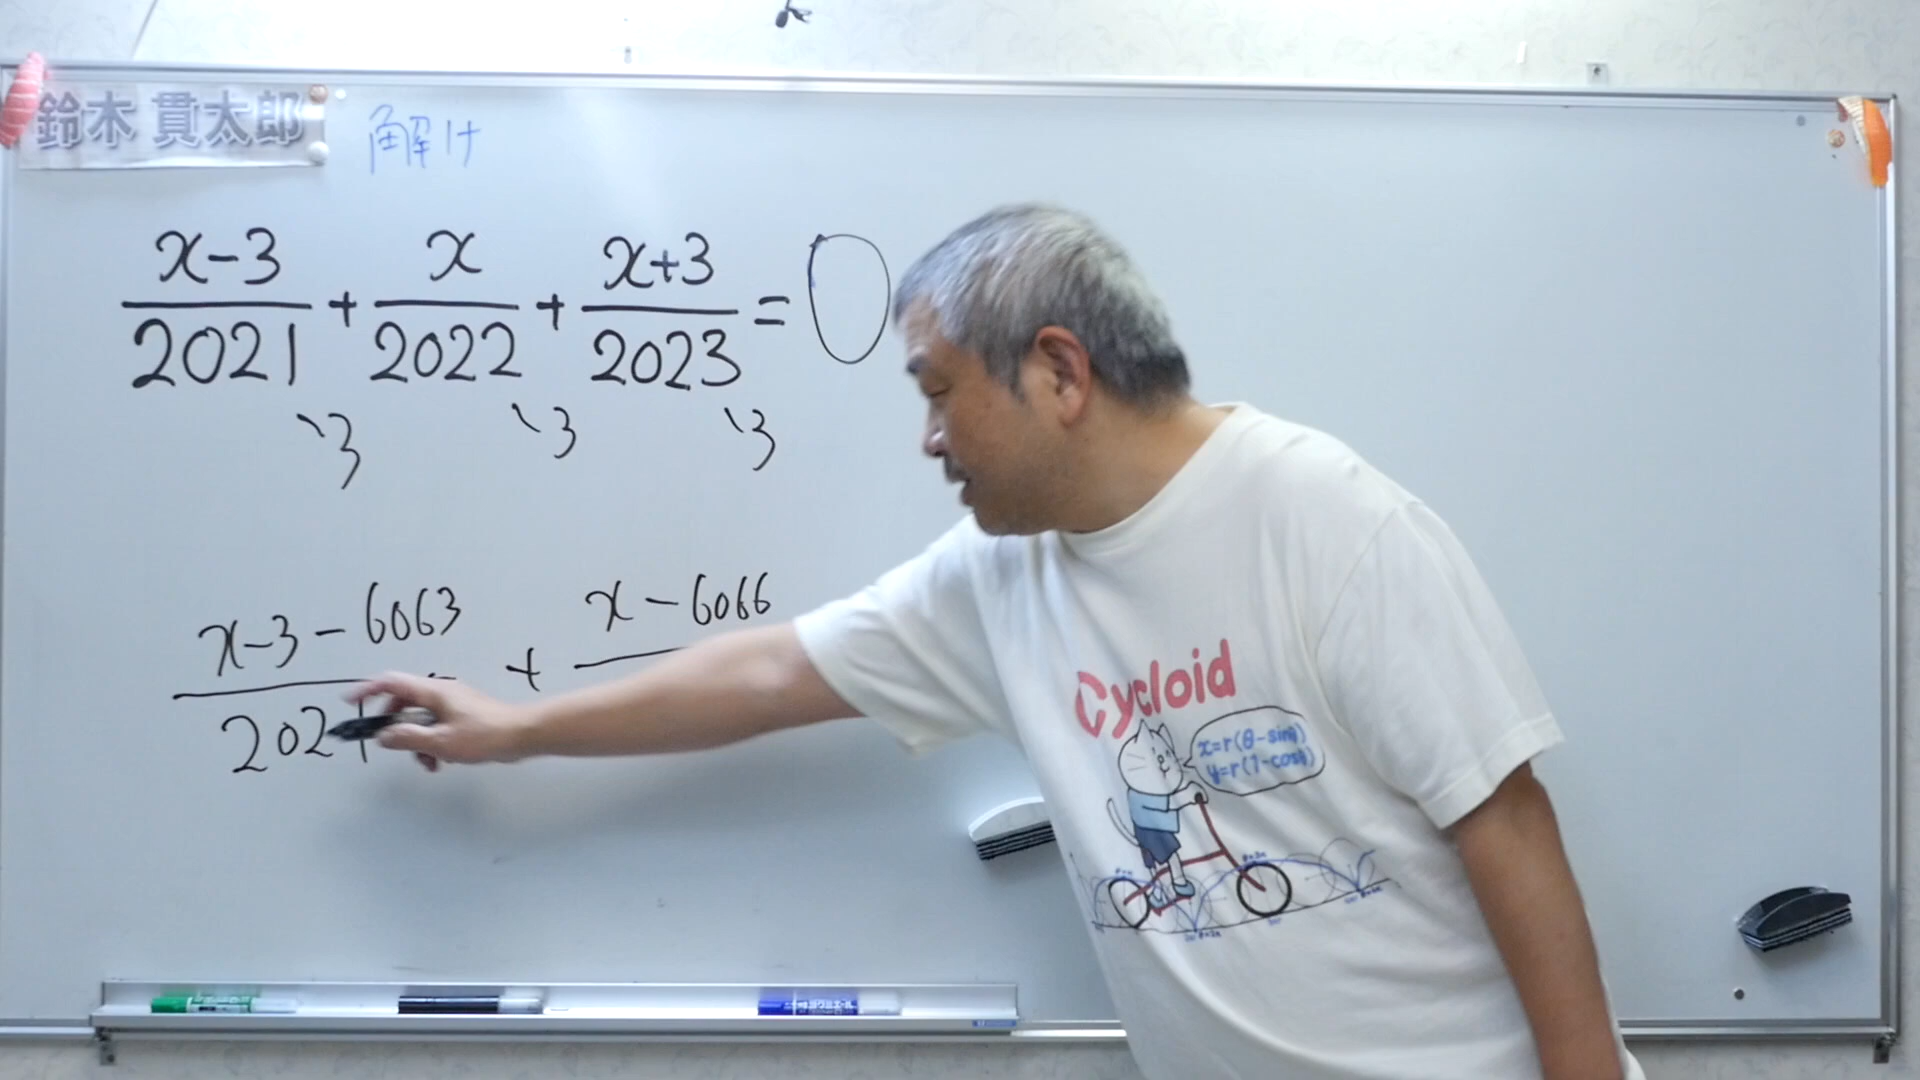 鈴木 貫太郎
解け
x-3/2021 + x/2022 + x+3/2023 = 0
-3 -3 -3
x-3-6063/2021 + x-6066
Cycloid
x=r(θ-sinθ)
y=r(1-cosθ)